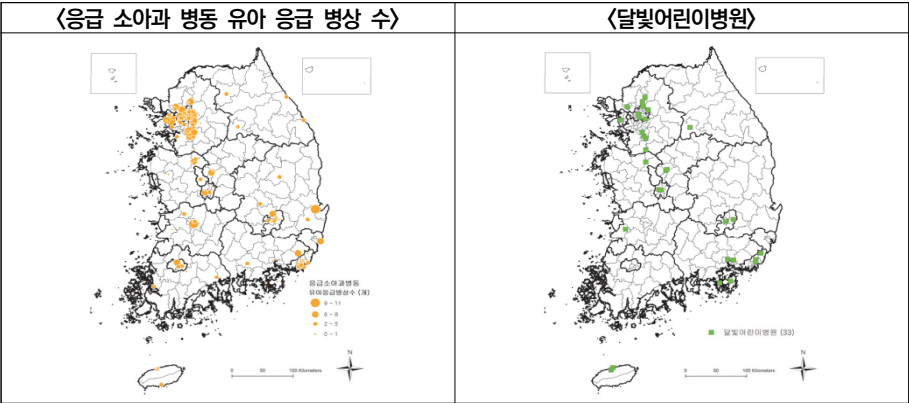 〈응급 소아과 병동 유아 응급 병상 수〉
〈달빛어린이병원〉
응급소아과병동
유아응급병상수 (개)
9 - 11
6 - 8
2 - 5
0 - 1
달빛어린이병원 (33)
N
0 50 100 Kilometers
N
0 50 100 Kilometers